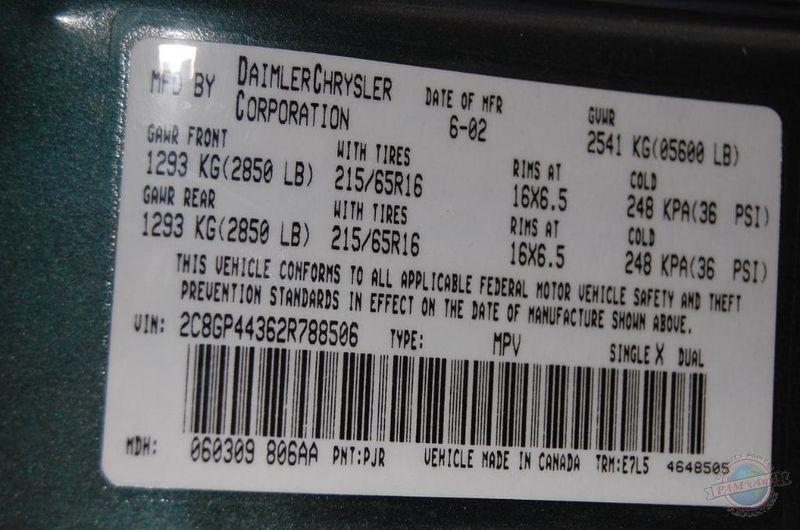 MFD BY DAIMLERCHRYSLER CORPORATION DATE OF MFR 6-02 GVWR 2541 KG(05600 LB)
GAWR FRONT WITH TIRES RIMS AT COLD
1293 KG(2850 LB) 215/65R16 16X6.5 248 KPA(36 PSI)
GAWR REAR WITH TIRES RIMS AT COLD
1293 KG(2850 LB) 215/65R16 16X6.5 248 KPA(36 PSI)
THIS VEHICLE CONFORMS TO ALL APPLICABLE FEDERAL MOTOR VEHICLE SAFETY AND THEFT
PREVENTION STANDARDS IN EFFECT ON THE DATE OF MANUFACTURE SHOWN ABOVE.
VIN: 2C8GP44362R788506 TYPE: MPV SINGLE X DUAL
MDH: 060309 806AA PNT:PJR VEHICLE MADE IN CANADA TRM:E7L5 4648505
PAM'S Auto